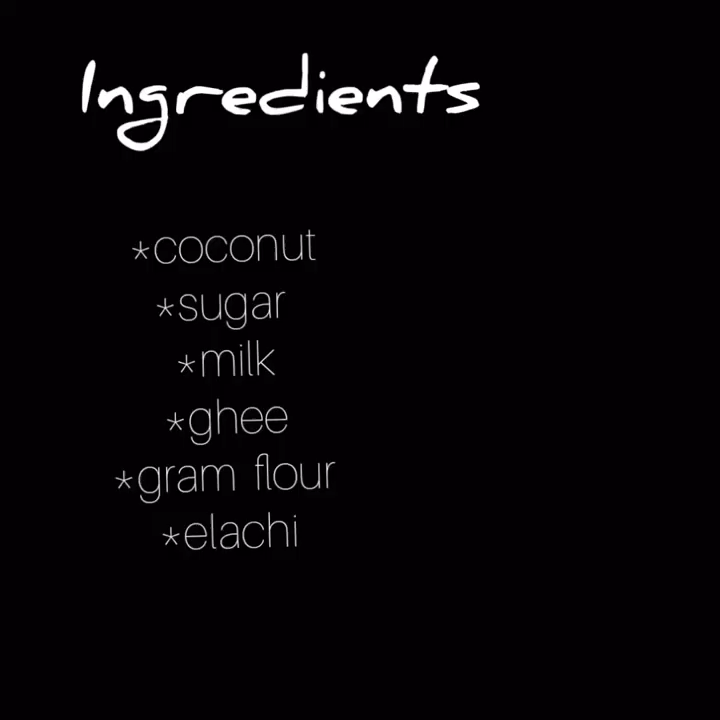 Ingredients
*coconut
*sugar
*milk
*ghee
*gram flour
*elachi